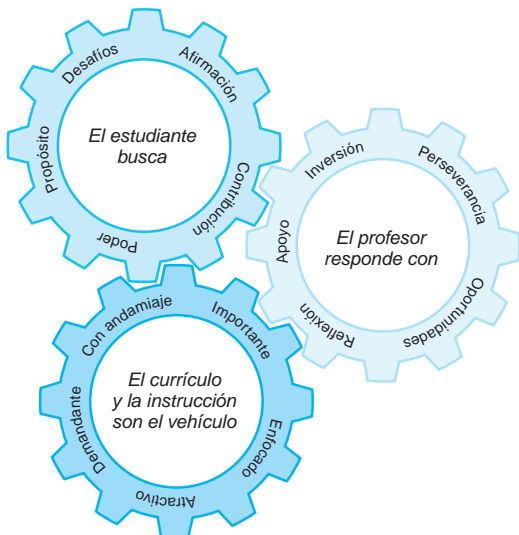 Desafíos
Afirmación
Contribución
Poder
Propósito
El estudiante
busca
Inversión
Perseverancia
Oportunidades
Reflexión
Apoyo
El profesor
responde con
Con andamiaje
Importante
Enfocado
Atractivo
Demandante
El currículo
y la instrucción
son el vehículo